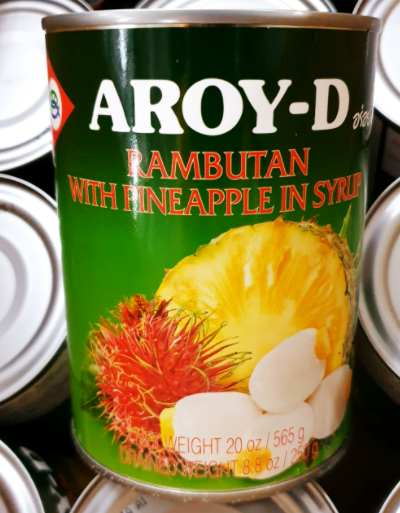 AROY-D
RAMBUTAN
WITH PINEAPPLE IN SYRUP
WEIGHT 20 oz / 565 g
DRAINED WEIGHT 8.8 oz /